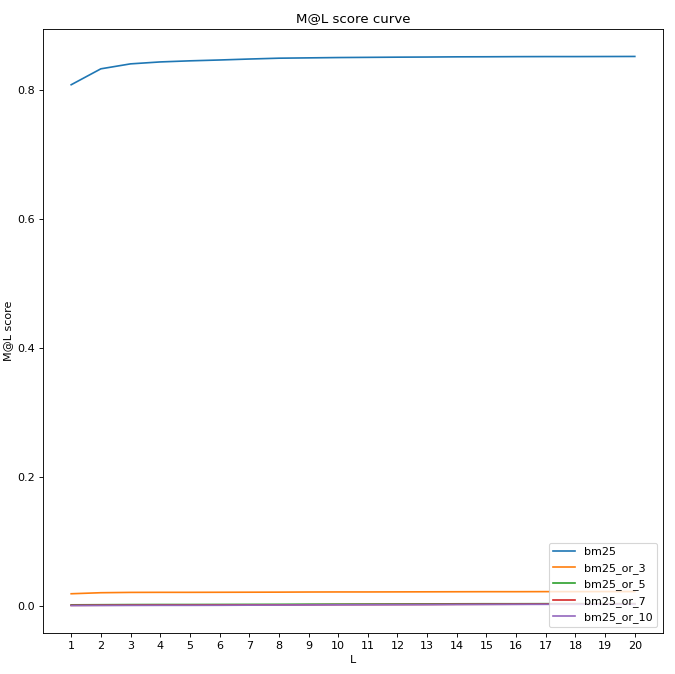 M@L score curve
M@L score
0.8
0.6
0.4
0.2
0.0
bm25
bm25_or_3
bm25_or_5
bm25_or_7
bm25_or_10
1 2 3 4 5 6 7 8 9 10 11 12 13 14 15 16 17 18 19 20
L